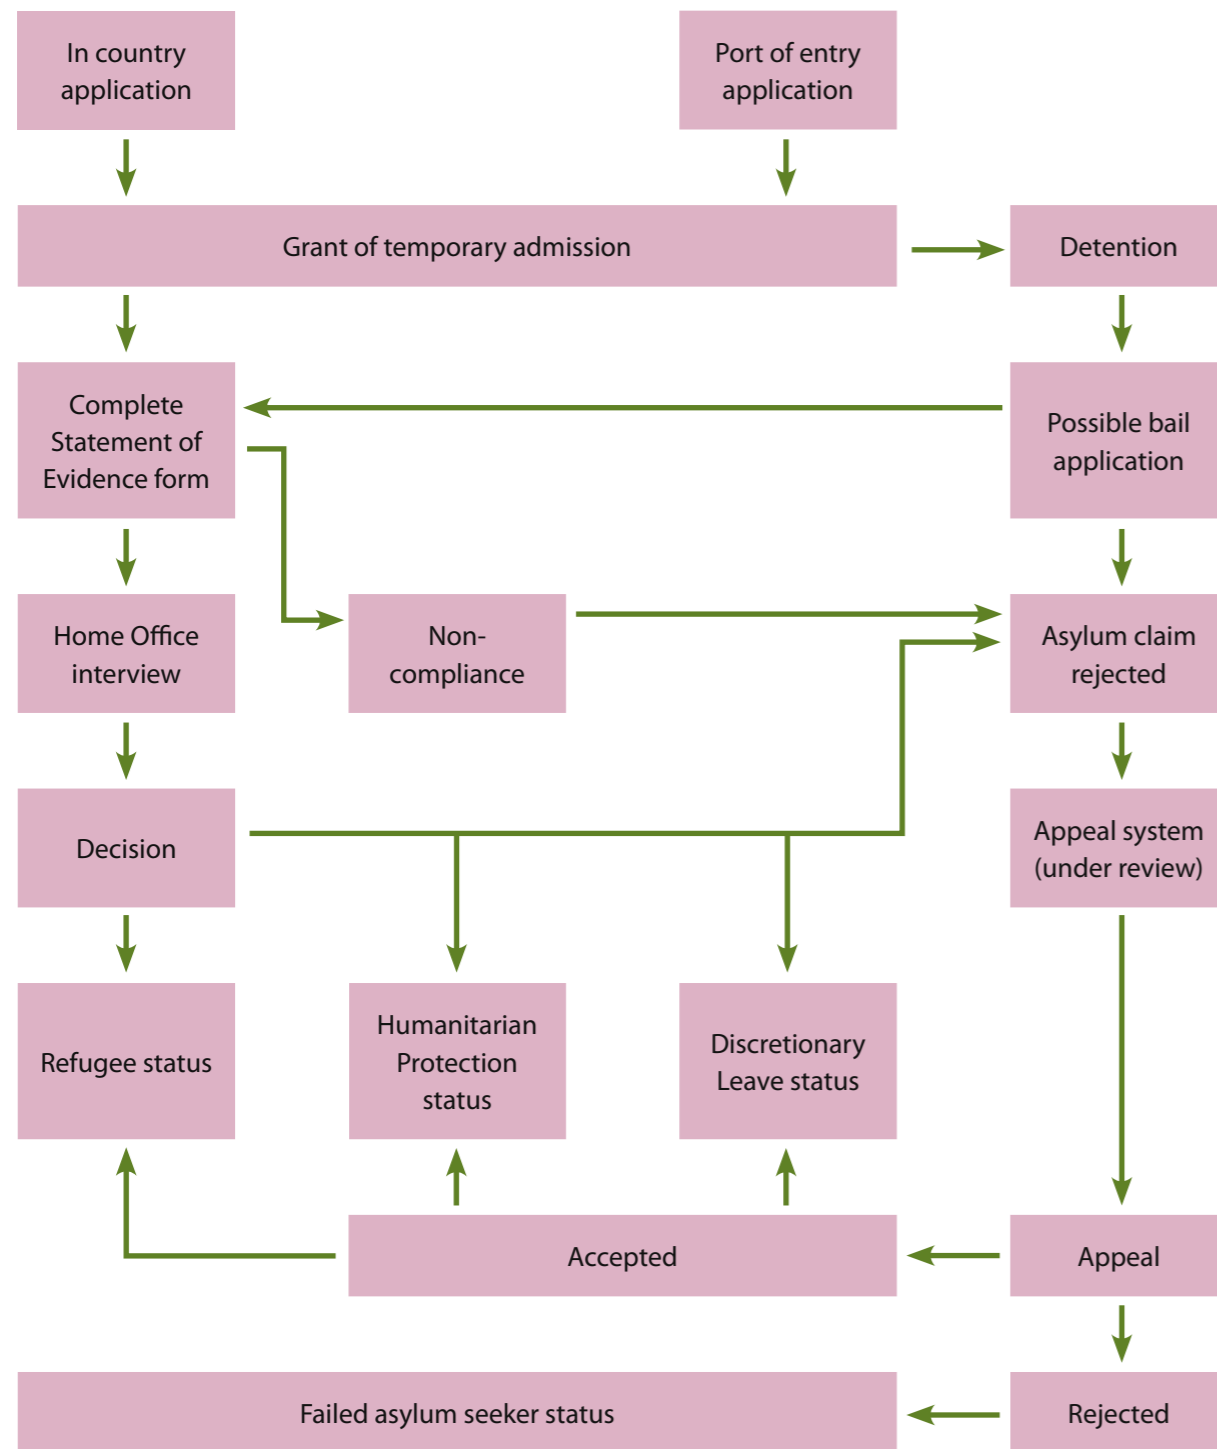 In country
application
Port of entry
application
Grant of temporary admission
Detention
Complete
Statement of
Evidence form
Possible bail
application
Home Office
interview
Non-
compliance
Asylum claim
rejected
Decision
Appeal system
(under review)
Refugee status
Humanitarian
Protection
status
Discretionary
Leave status
Accepted
Appeal
Failed asylum seeker status
Rejected